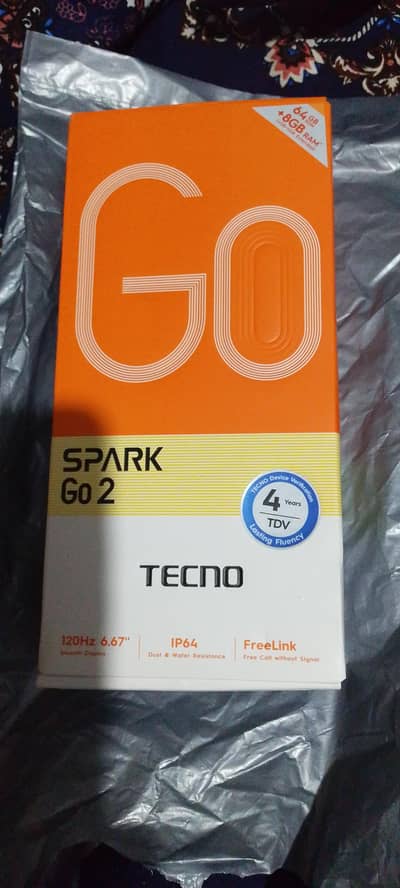 64GB
+8GB RAM*
Go
SPARK
Go 2
TECNO Device Verification
4 Years
TDV
Lasting Fluency
TECNO
120Hz 6.67"
Smooth Display
IP64
Dust & Water Resistance
FreeLink
Free Call without Signal